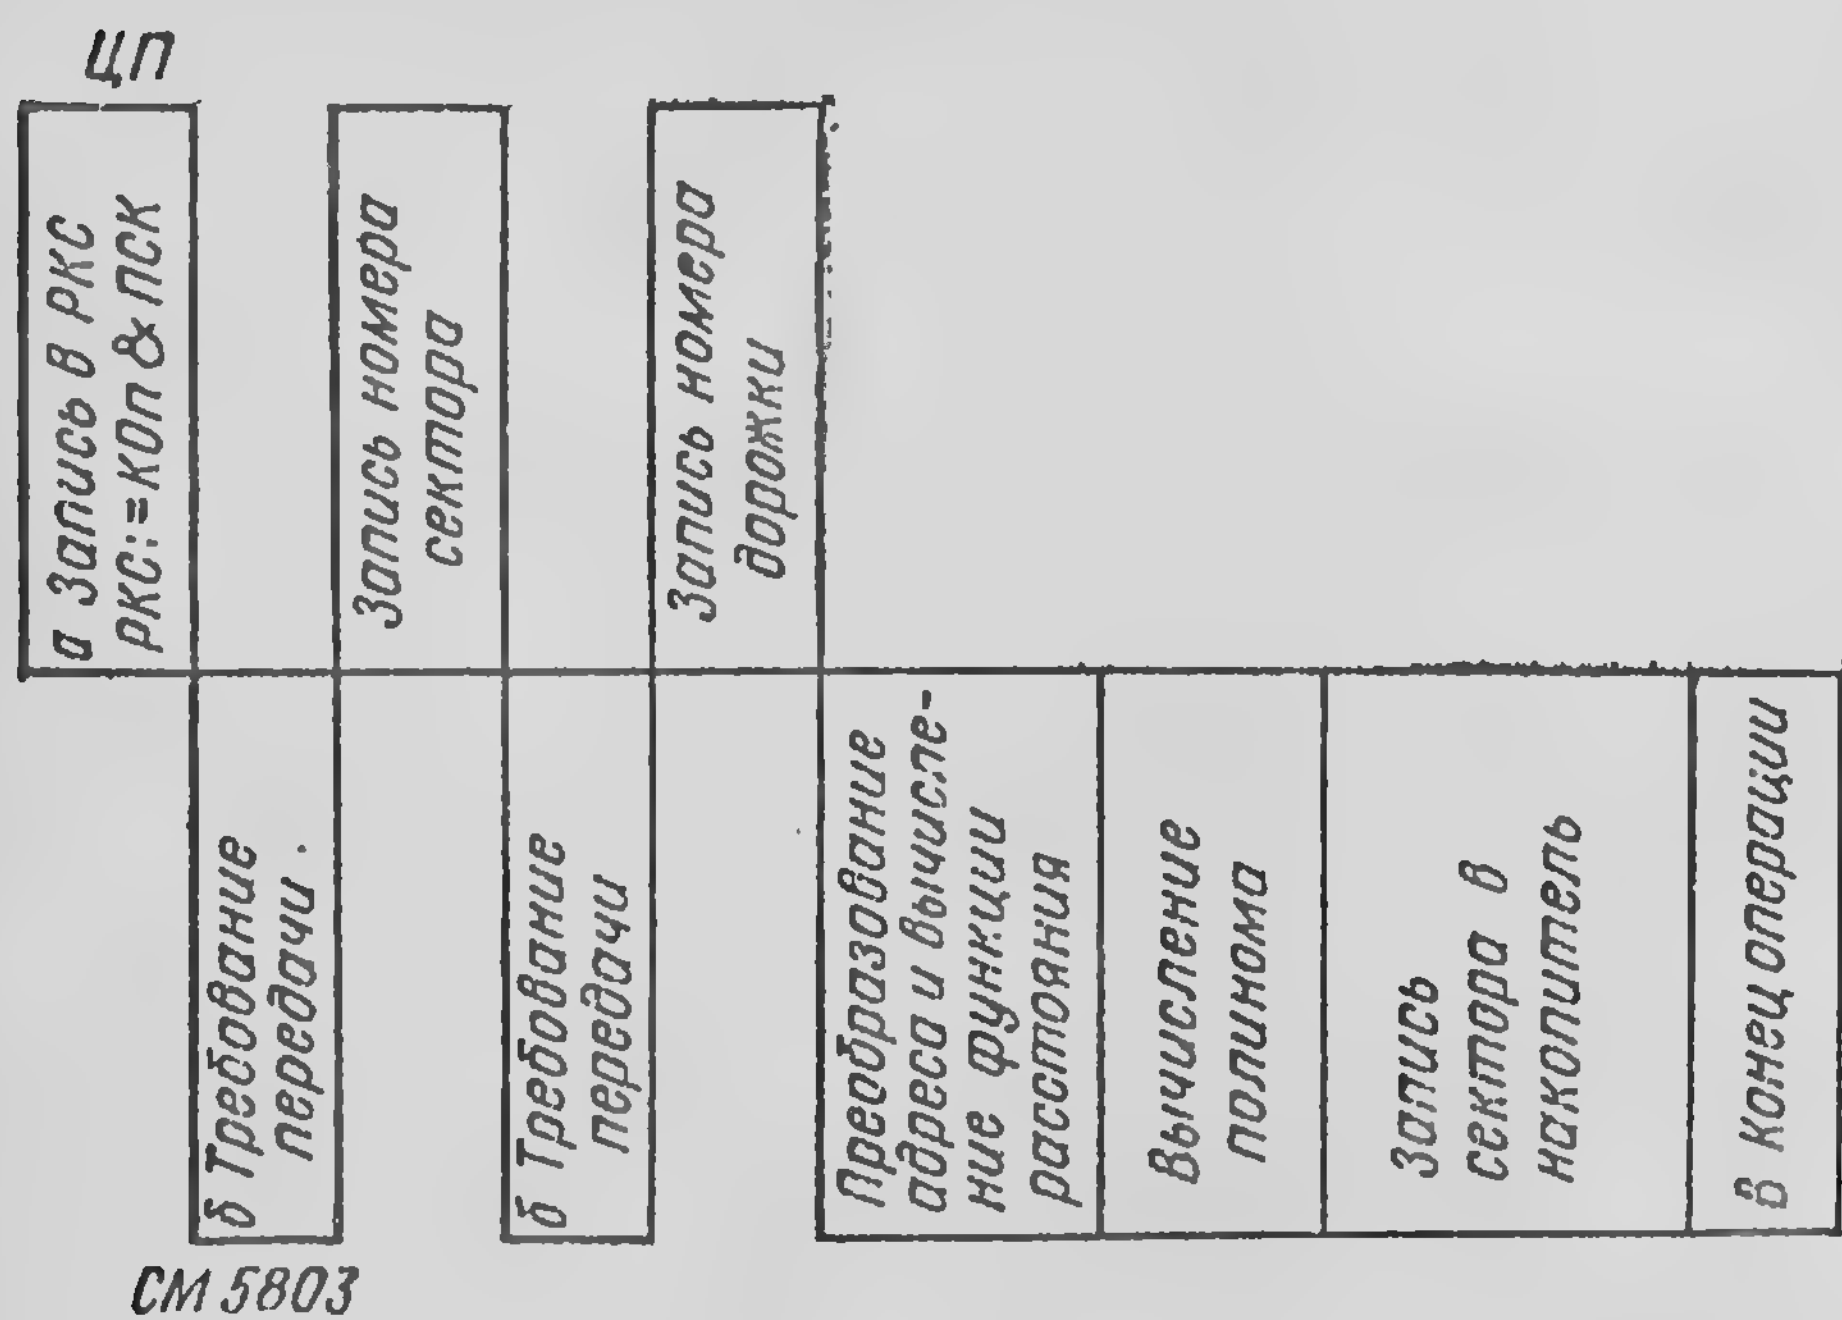 ЦП
а Запись в РКС
РКС:=КОп & ПСК
б Требование
передачи
Запись номера
сектора
б Требование
передачи
Запись номера
дорожки
Преобразование
адреса и вычисле-
ние функции
расстояния
Вычисление
полинома
Запись
сектора в
накопитель
в Конец операции
СМ 5803